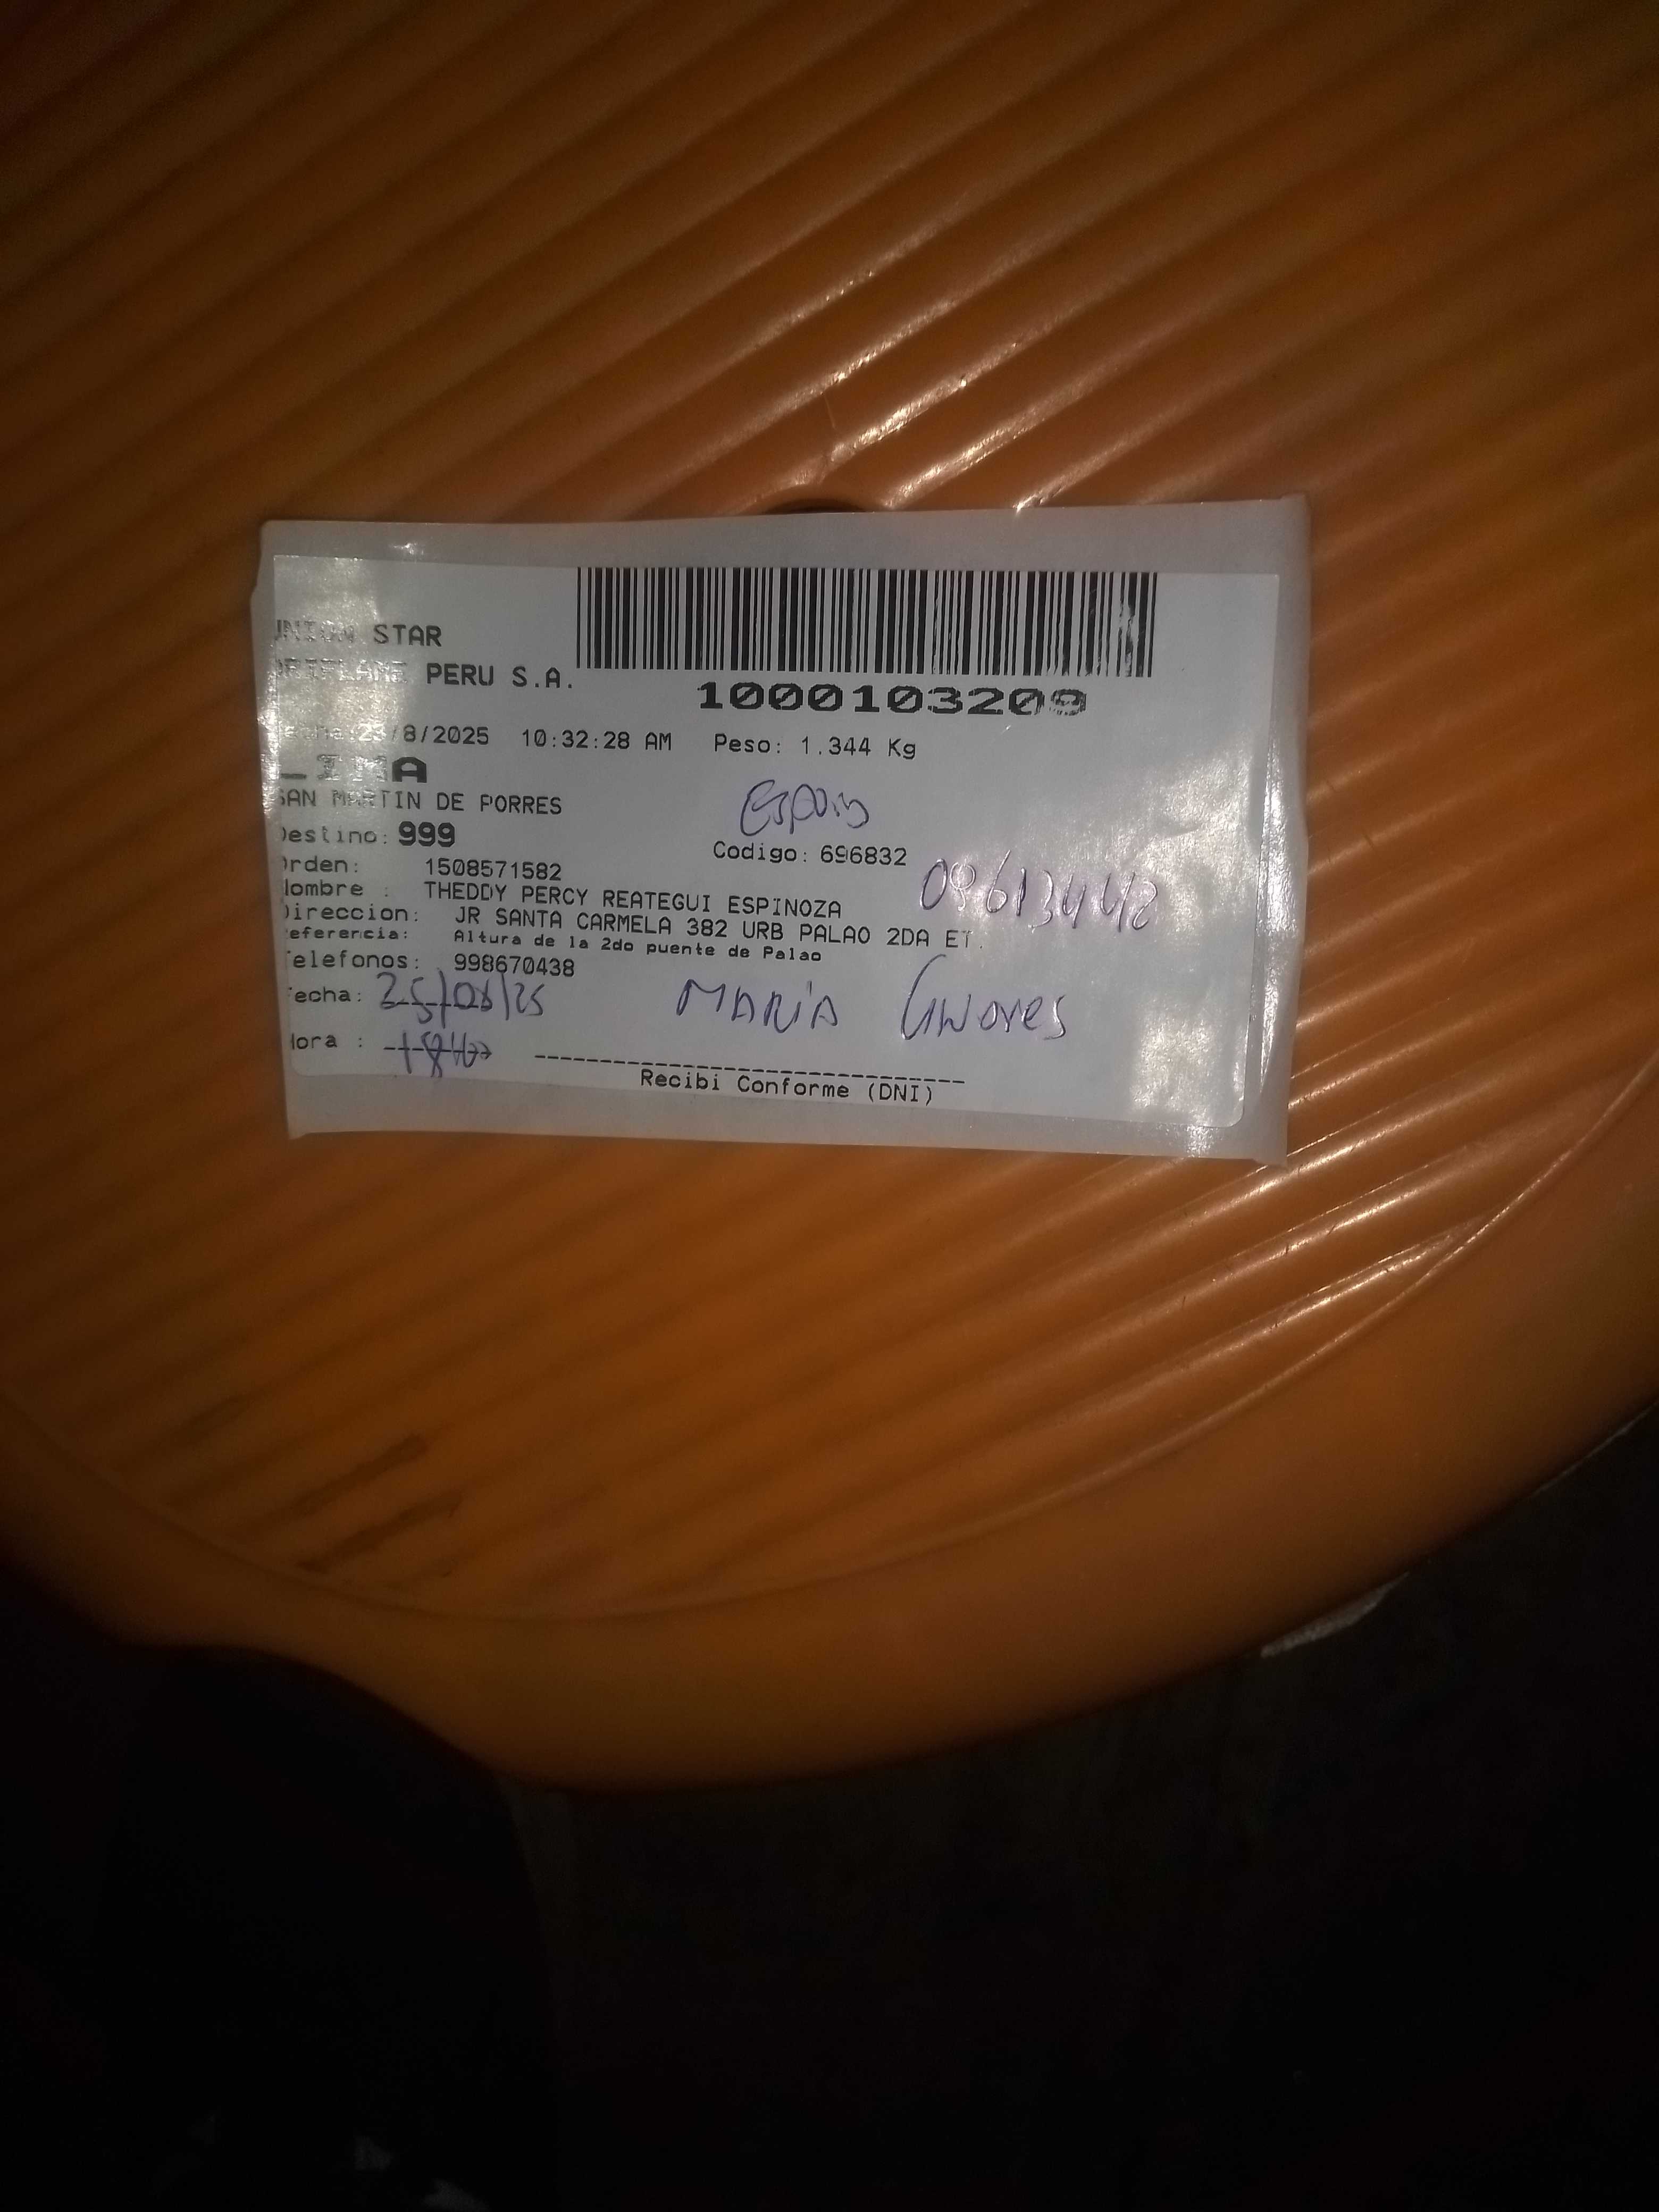 UNION STAR
ORIFLAME PERU S.A.
1000103209
Fecha:23/8/2025 10:32:28 AM Peso: 1.344 Kg
LIMA
SAN MARTIN DE PORRES
Destino: 999
Codigo: 696832
Orden: 1508571582
Nombre : THEDDY PERCY REATEGUI ESPINOZA
Direccion: JR SANTA CARMELA 382 URB PALAO 2DA ET.
Referencia: Altura de la 2do puente de Palao
Telefonos: 998670438
Fecha: 25/08/25 MARIA
Hora :
Recibi Conforme (DNI)